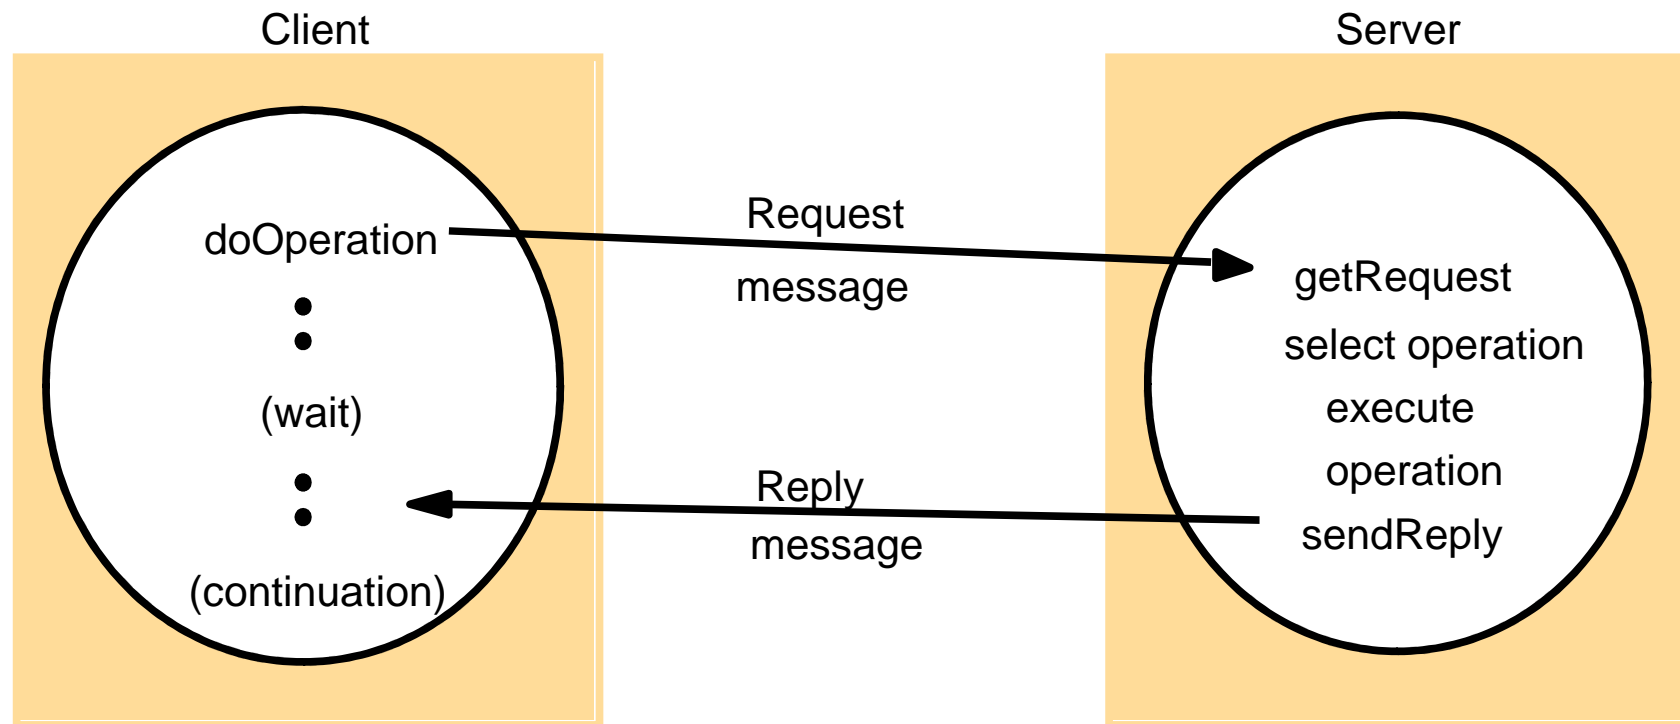 Client
Server
doOperation
(wait)
(continuation)
Request
message
Reply
message
getRequest
select operation
execute
operation
sendReply